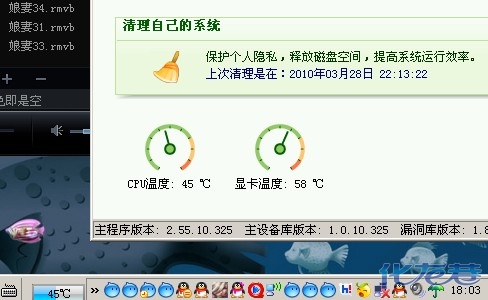 娘妻34.rmvb
娘妻31.rmvb
娘妻33.rmvb
色即是空
清理自己的系统
保护个人隐私，释放磁盘空间，提高系统运行效率。
上次清理是在：2010年03月28日 22:13:22
CPU温度: 45 ℃ 显卡温度: 58 ℃
主程序版本: 2.55.10.325 主设备库版本: 1.0.10.325 漏洞库版本: 1.8
45℃
18:03
化龙巷